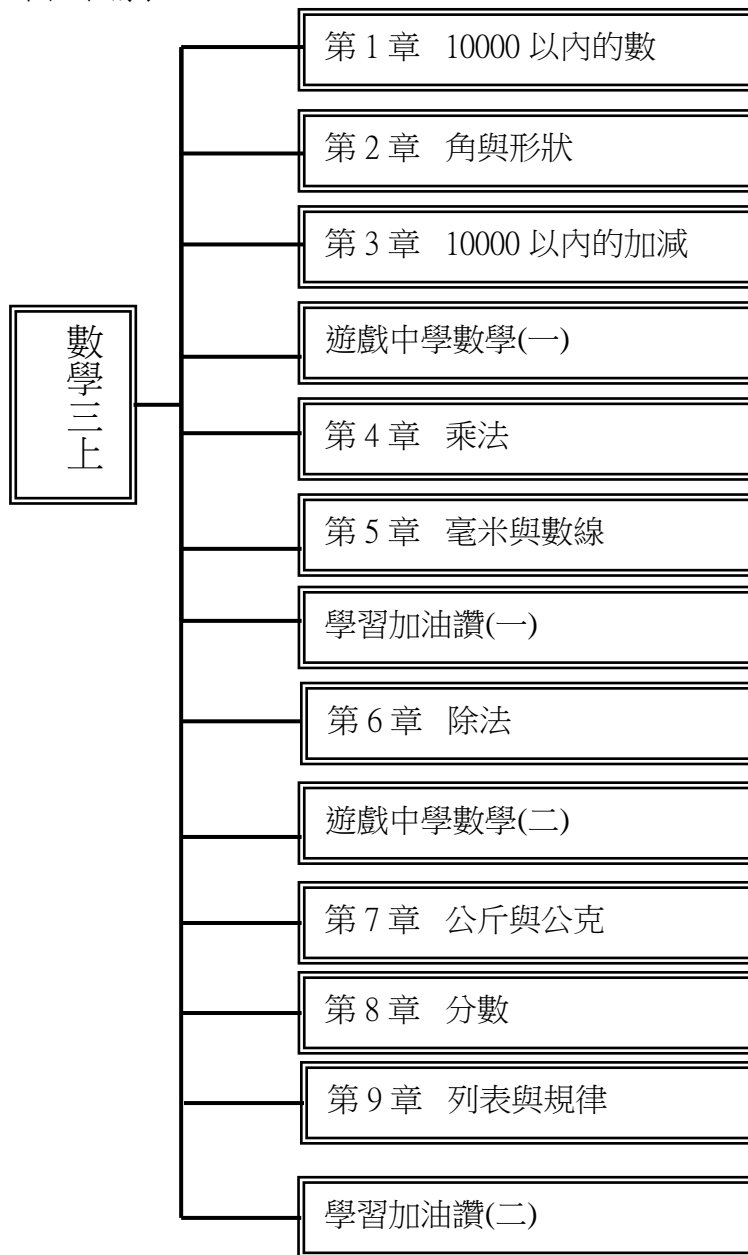 第 1 章 10000 以內的數
第 2 章 角與形狀
第 3 章 10000 以內的加減
遊戲中學數學(一)
數學三上
第 4 章 乘法
第 5 章 毫米與數線
學習加油讚(一)
第 6 章 除法
遊戲中學數學(二)
第 7 章 公斤與公克
第 8 章 分數
第 9 章 列表與規律
學習加油讚(二)